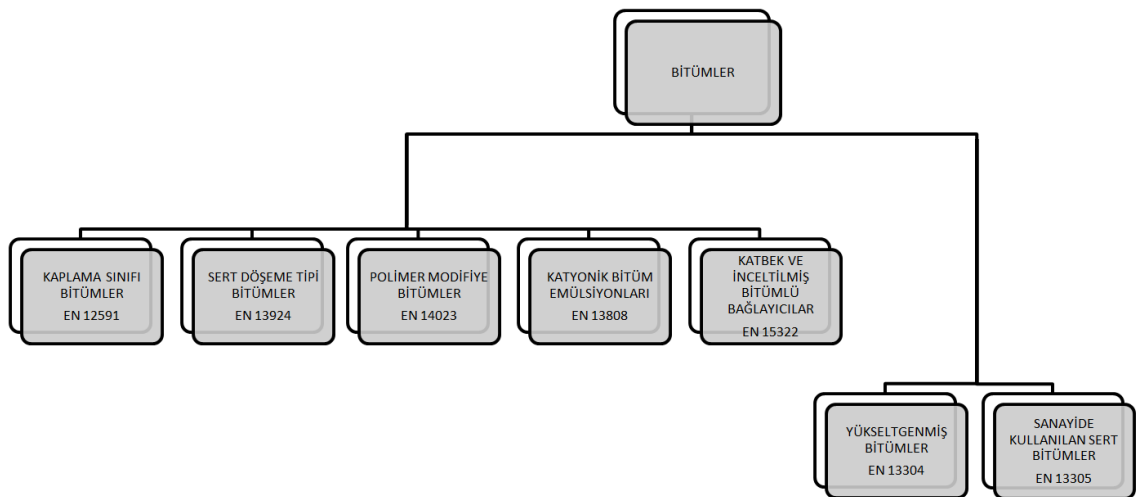 BİTÜMLER
KAPLAMA SINIFI
BİTÜMLER
EN 12591
SERT DÖŞEME TİPİ
BİTÜMLER
EN 13924
POLİMER MODİFİYE
BİTÜMLER
EN 14023
KATYONİK BİTÜM
EMÜLSİYONLARI
EN 13808
KATBEK VE
İNCELTİLMİŞ
BİTÜMLÜ
BAĞLAYICILAR
EN 15322
YÜKSELTGENMİŞ
BİTÜMLER
EN 13304
SANAYİDE
KULLANILAN SERT
BİTÜMLER
EN 13305